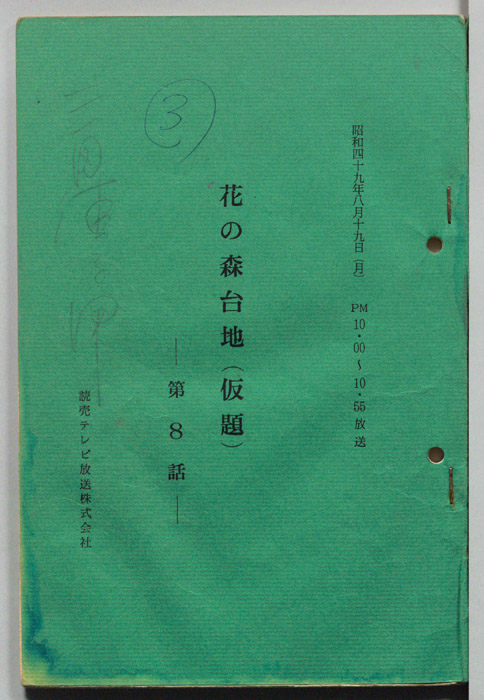 昭和四十九年八月十九日（月）　PM10・00〜10・55放送
花の森台地（仮題）
③
―第8話―
読売テレビ放送株式会社